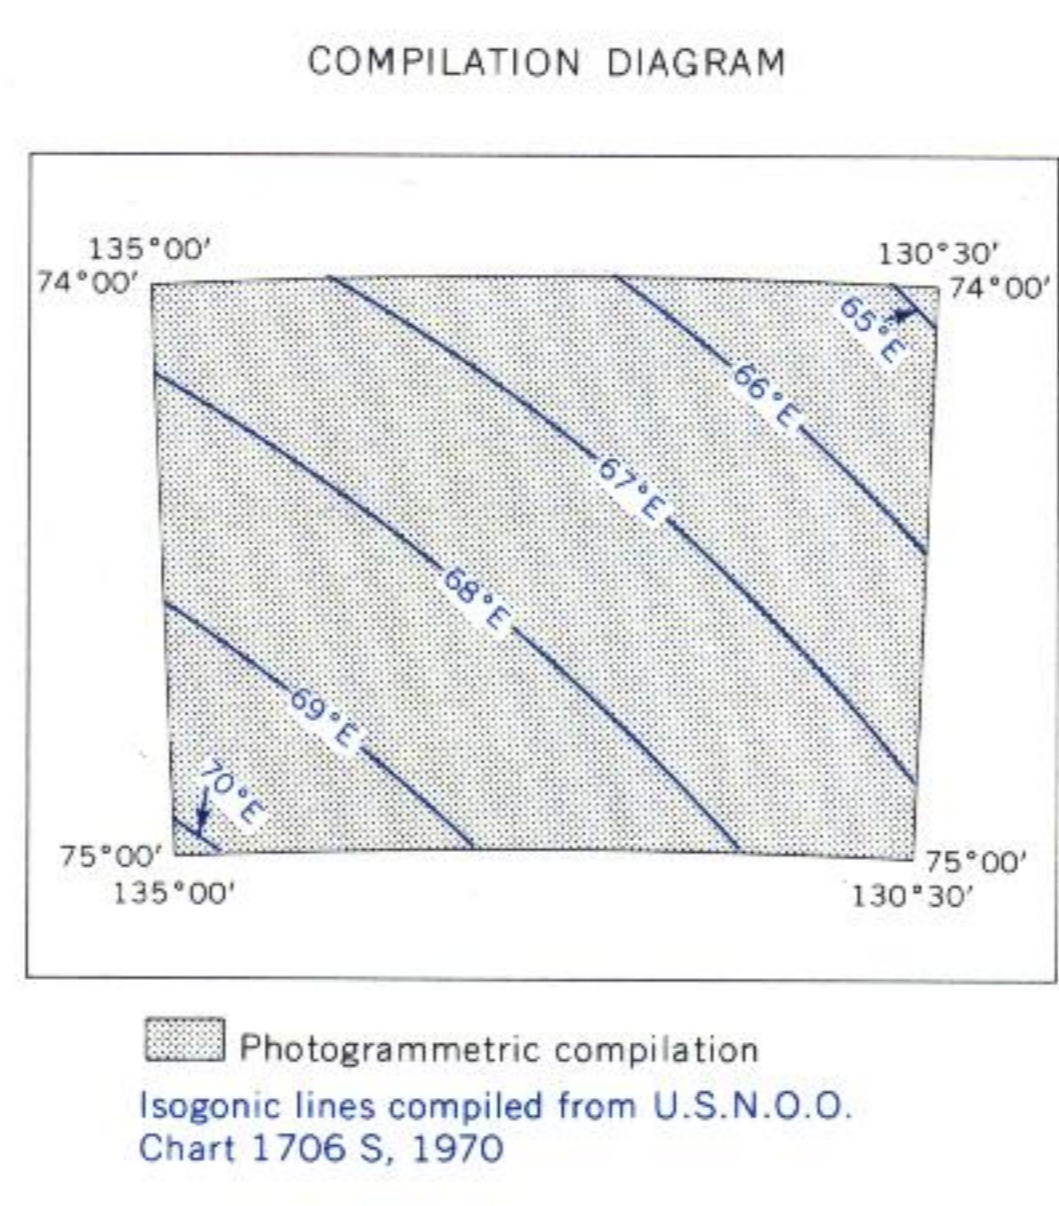 COMPILATION DIAGRAM
135°00'
130°30'
74°00'
74°00'
65°E
66°E
67°E
68°E
69°E
70°E
75°00'
75°00'
135°00'
130°30'
Photogrammetric compilation
Isogonic lines compiled from U.S.N.O.O.
Chart 1706 S, 1970